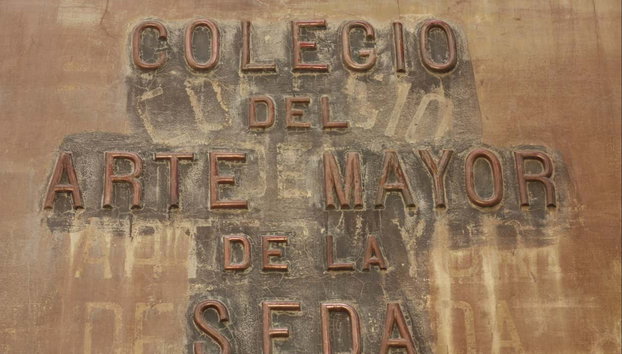 COLEGIO
DEL
ARTE MAYOR
DE LA
SEDA